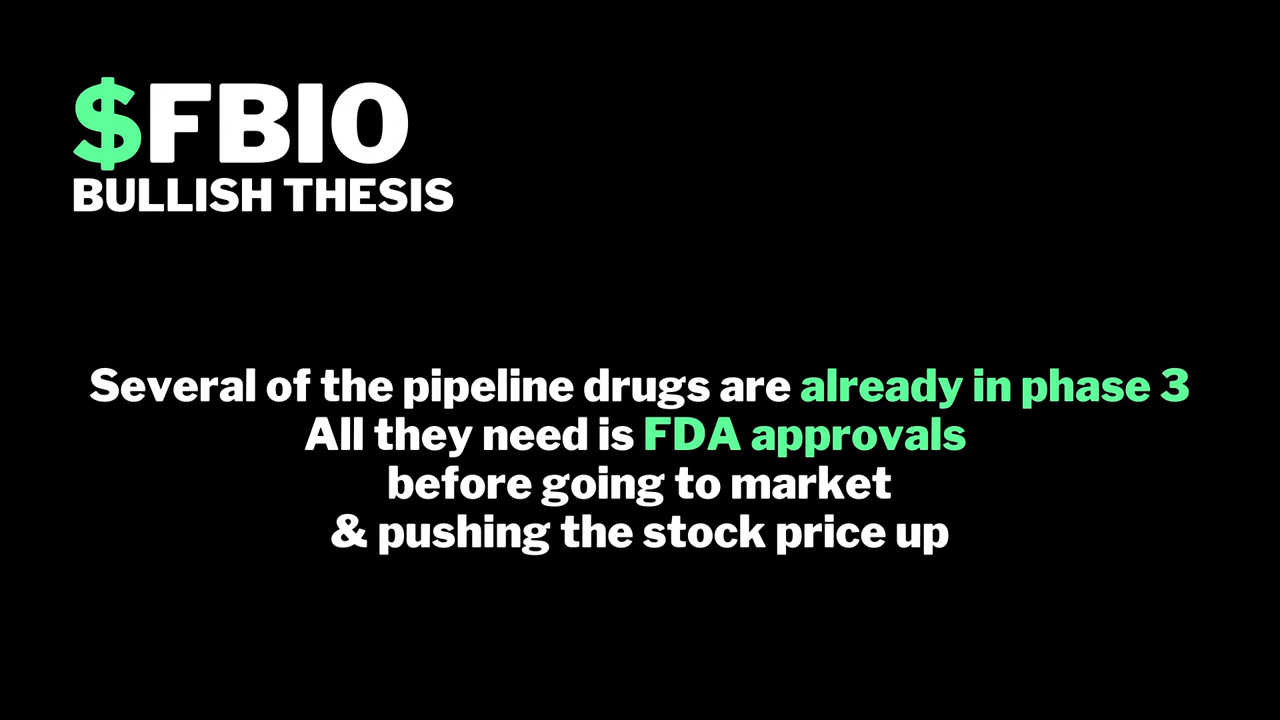 $FBIO
BULLISH THESIS
Several of the pipeline drugs are already in phase 3
All they need is FDA approvals
before going to market
& pushing the stock price up